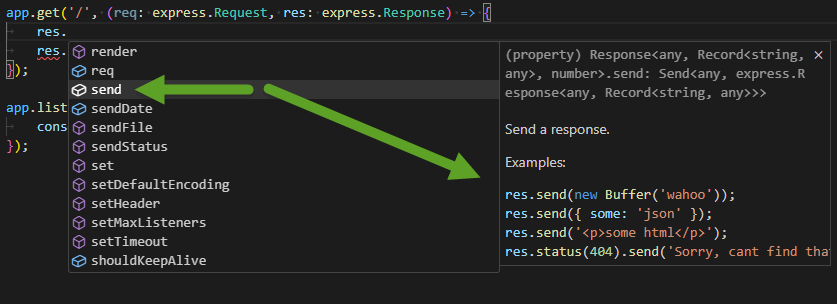 app.get('/', (req: express.Request, res: express.Response) => {
res.
res.
});
app.list
cons
});
render
req
send
sendDate
sendFile
sendStatus
set
setDefaultEncoding
setHeader
setMaxListeners
setTimeout
shouldKeepAlive
(property) Response<any, Record<string,
any>, number>.send: Send<any, express.R
esponse<any, Record<string, any>>>
Send a response.
Examples:
res.send(new Buffer('wahoo'));
res.send({ some: 'json' });
res.send('<p>some html</p>');
res.status(404).send('Sorry, cant find tha